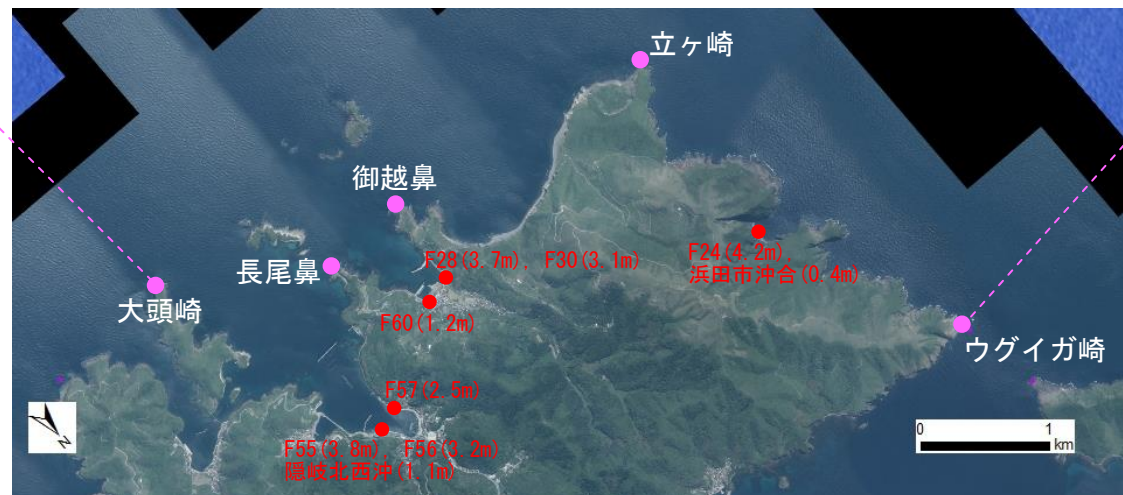 立ヶ崎
御越鼻
長尾鼻
大頭崎
F28(3.7m), F30(3.1m)
F24(4.2m),
浜田市沖合(0.4m)
F60(1.2m)
ウグイガ崎
F57(2.5m)
F55(3.8m), F56(3.2m)
隠岐北西沖(1.1m)
N
0 1
km